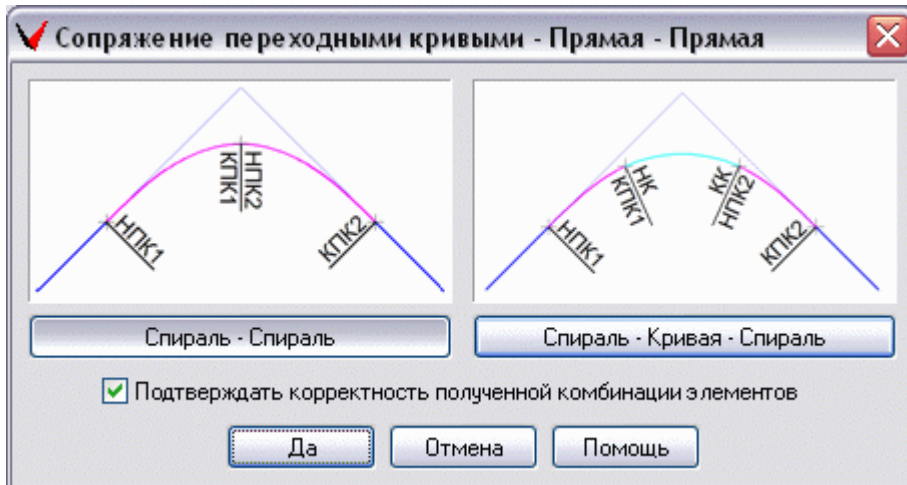 Сопряжение переходными кривыми - Прямая - Прямая
НПК1
КПК1
НПК2
КПК2
НПК1
КПК1
НК
КК
НПК2
КПК2
Спираль - Спираль
Спираль - Кривая - Спираль
Подтверждать корректность полученной комбинации элементов
Да
Отмена
Помощь